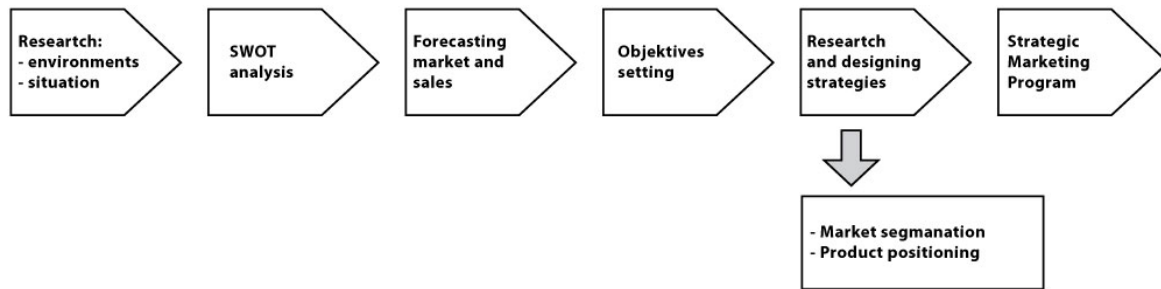 Researtch:
- environments
- situation
SWOT
analysis
Forecasting
market and
sales
Objektives
setting
Researtch
and designing
strategies
Strategic
Marketing
Program
- Market segmanation
- Product positioning